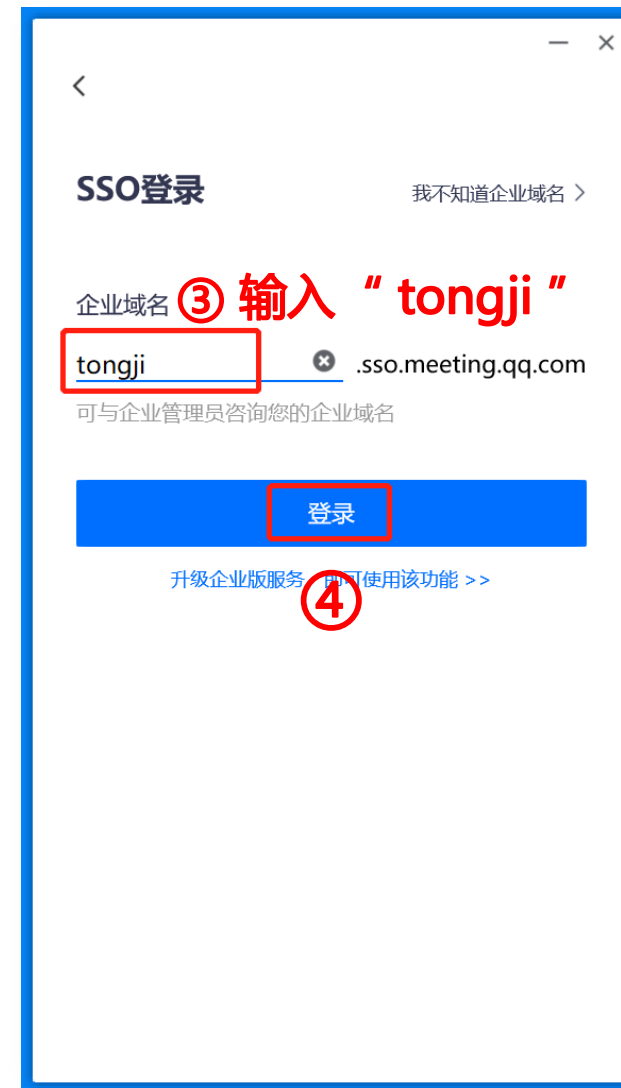 SSO登录
我不知道企业域名 >
企业域名 ③ 输入 “ tongji ”
tongji .sso.meeting.qq.com
可与企业管理员咨询您的企业域名
登录
升级企业版服务，即可使用该功能 >>
④